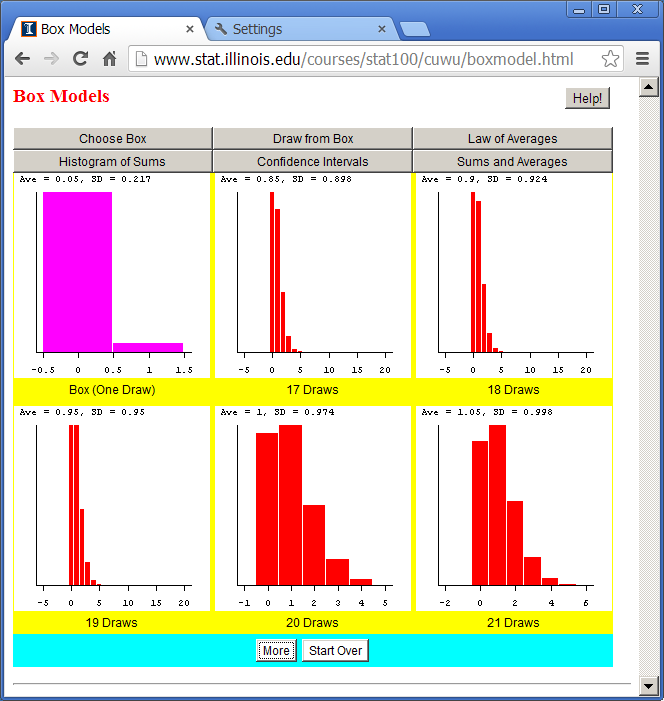 Box Models
Settings
www.stat.illinois.edu/courses/stat100/cuwu/boxmodel.html
Box Models
Help!
Choose Box
Draw from Box
Law of Averages
Histogram of Sums
Confidence Intervals
Sums and Averages
Ave = 0.05, SD = 0.217
Ave = 0.85, SD = 0.898
Ave = 0.9, SD = 0.924
-0.5 0 0.5 1 1.5
-5 0 5 10 15 20
-5 0 5 10 15 20
Box (One Draw)
17 Draws
18 Draws
Ave = 0.95, SD = 0.95
Ave = 1, SD = 0.974
Ave = 1.05, SD = 0.998
-5 0 5 10 15 20
-1 0 1 2 3 4 5
-2 0 2 4 6
19 Draws
20 Draws
21 Draws
More
Start Over